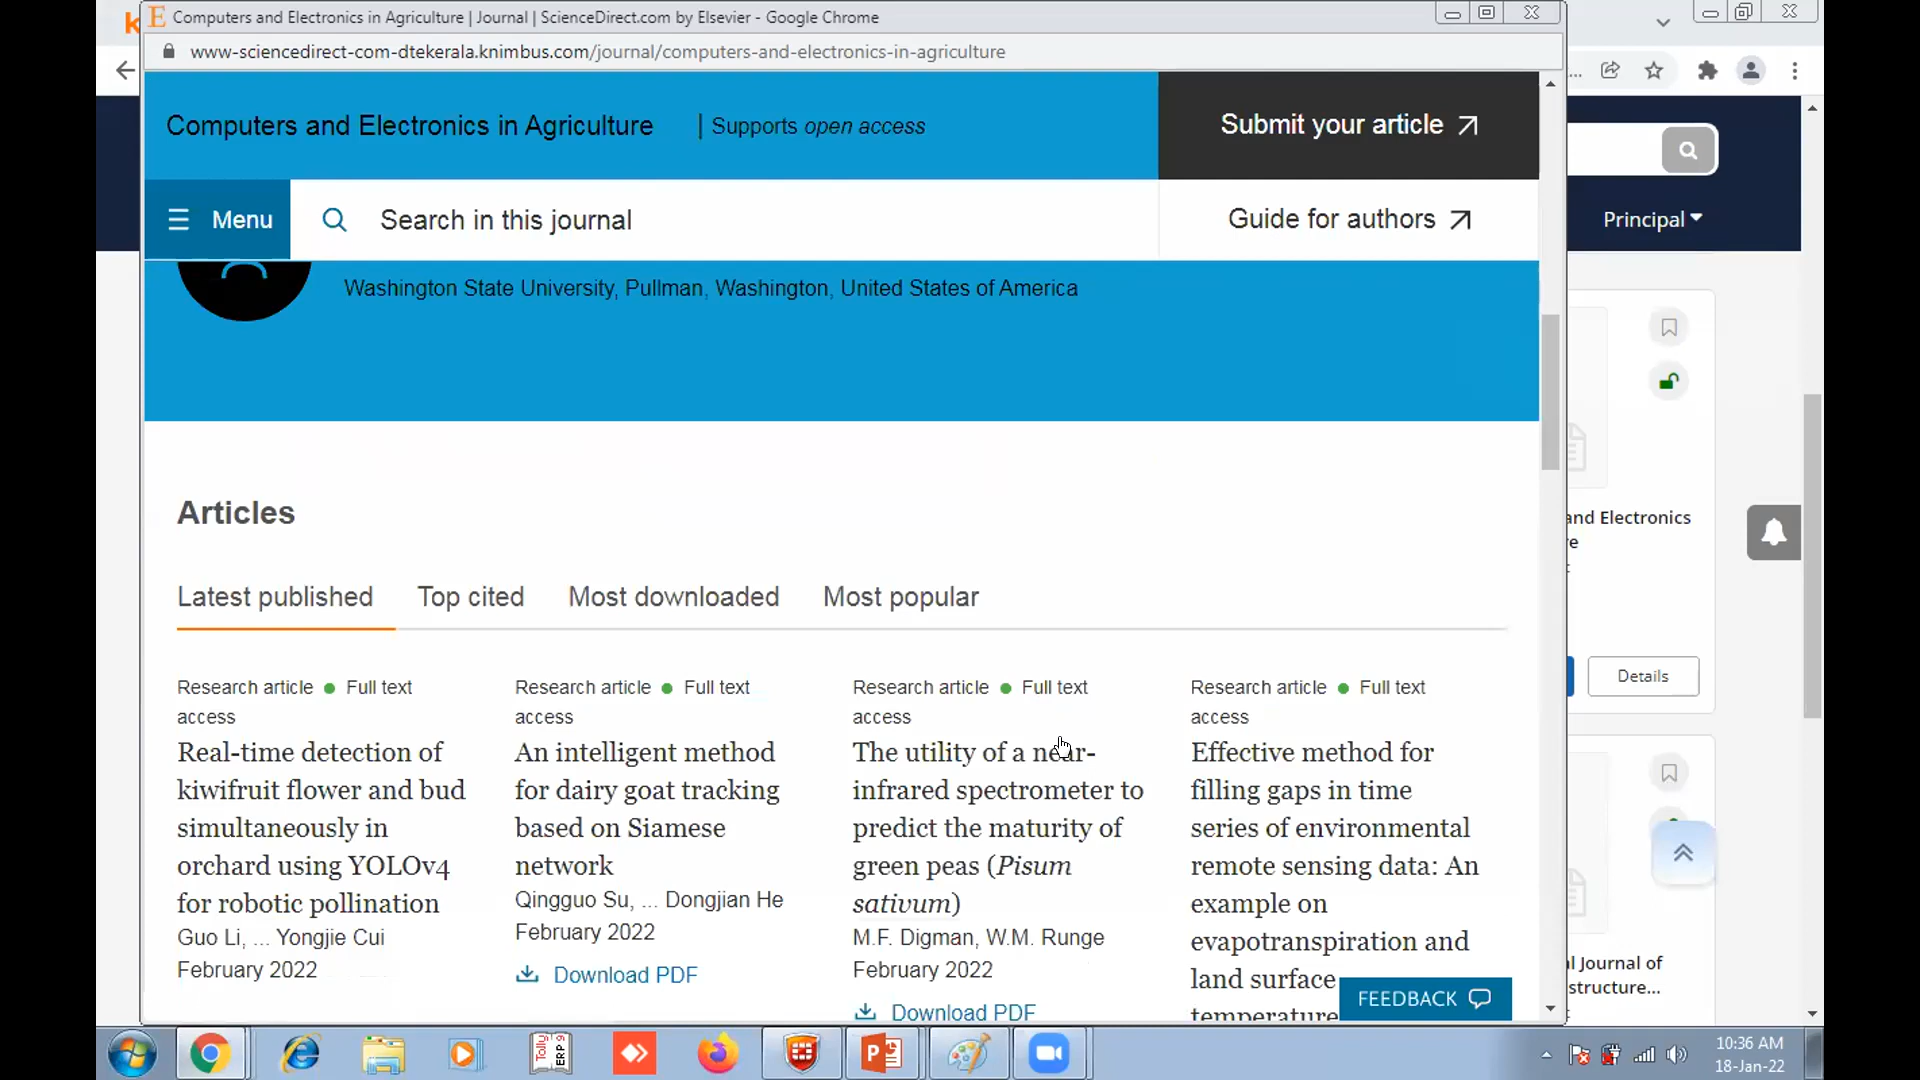 Computers and Electronics in Agriculture | Journal | ScienceDirect.com by Elsevier - Google Chrome
www-sciencedirect-com-dtekerala.knimbus.com/journal/computers-and-electronics-in-agriculture
Computers and Electronics in Agriculture | Supports open access
Submit your article
Menu
Search in this journal
Guide for authors
Principal
Washington State University, Pullman, Washington, United States of America
Articles
Latest published
Top cited
Most downloaded
Most popular
Research article ● Full text
access
Real-time detection of
kiwifruit flower and bud
simultaneously in
orchard using YOLOv4
for robotic pollination
Guo Li, ... Yongjie Cui
February 2022
Research article ● Full text
access
An intelligent method
for dairy goat tracking
based on Siamese
network
Qingguo Su, ... Dongjian He
February 2022
Download PDF
Research article ● Full text
access
The utility of a near-
infrared spectrometer to
predict the maturity of
green peas (Pisum
sativum)
M.F. Digman, W.M. Runge
February 2022
Download PDF
Research article ● Full text
access
Effective method for
filling gaps in time
series of environmental
remote sensing data: An
example on
evapotranspiration and
land surface
temperature
FEEDBACK
and Electronics
Details
l Journal of
structure...
Tally
ERP 9
10:36 AM
18-Jan-22